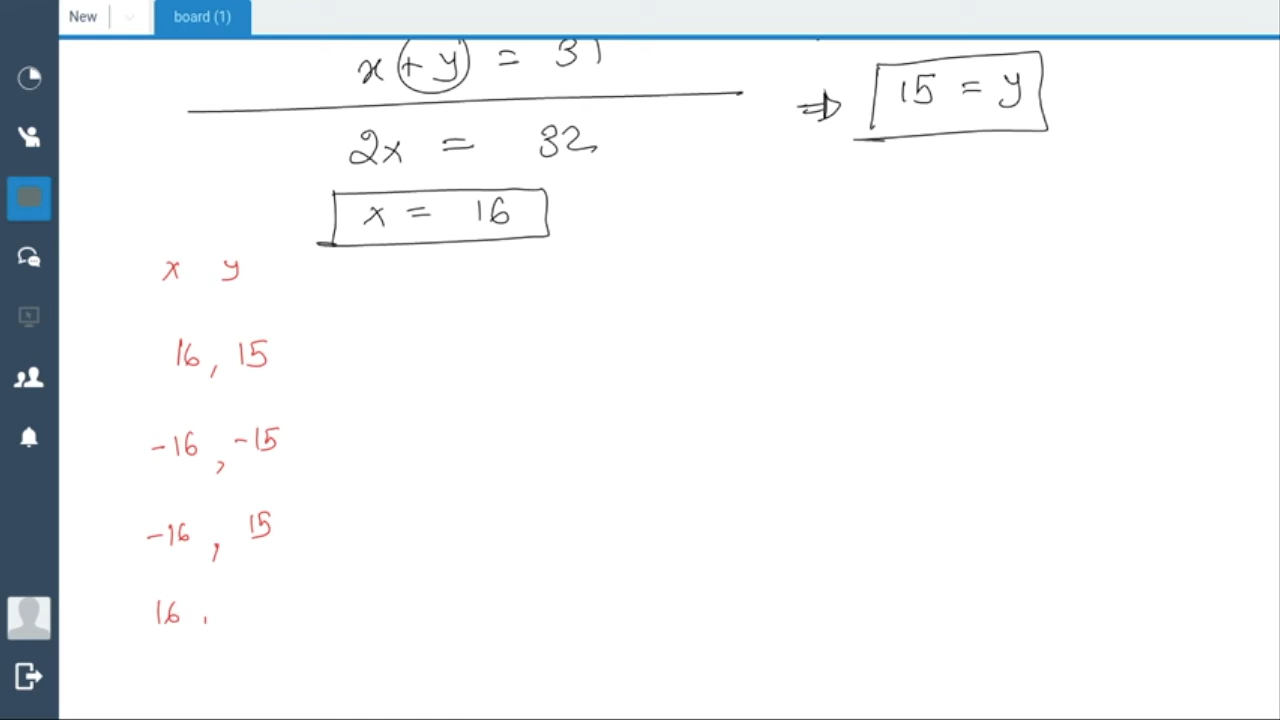 New
board (1)
x + y = 31
⇒ 15 = y
2x = 32
x = 16
x y
16 , 15
-16 , -15
-16 , 15
16 ,